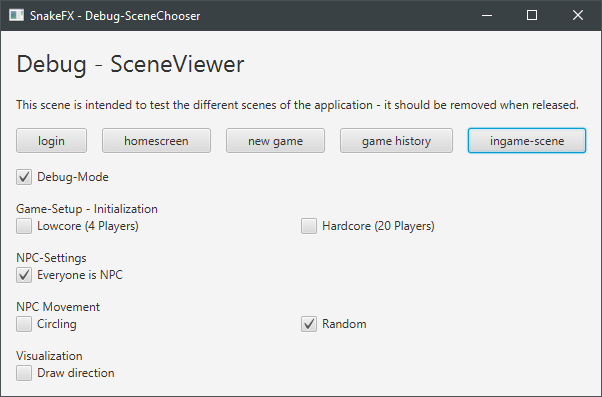 SnakeFX - Debug-SceneChooser
Debug - SceneViewer
This scene is intended to test the different scenes of the application - it should be removed when released.
login homescreen new game game history ingame-scene
Debug-Mode
Game-Setup - Initialization
Lowcore (4 Players) Hardcore (20 Players)
NPC-Settings
Everyone is NPC
NPC Movement
Circling Random
Visualization
Draw direction